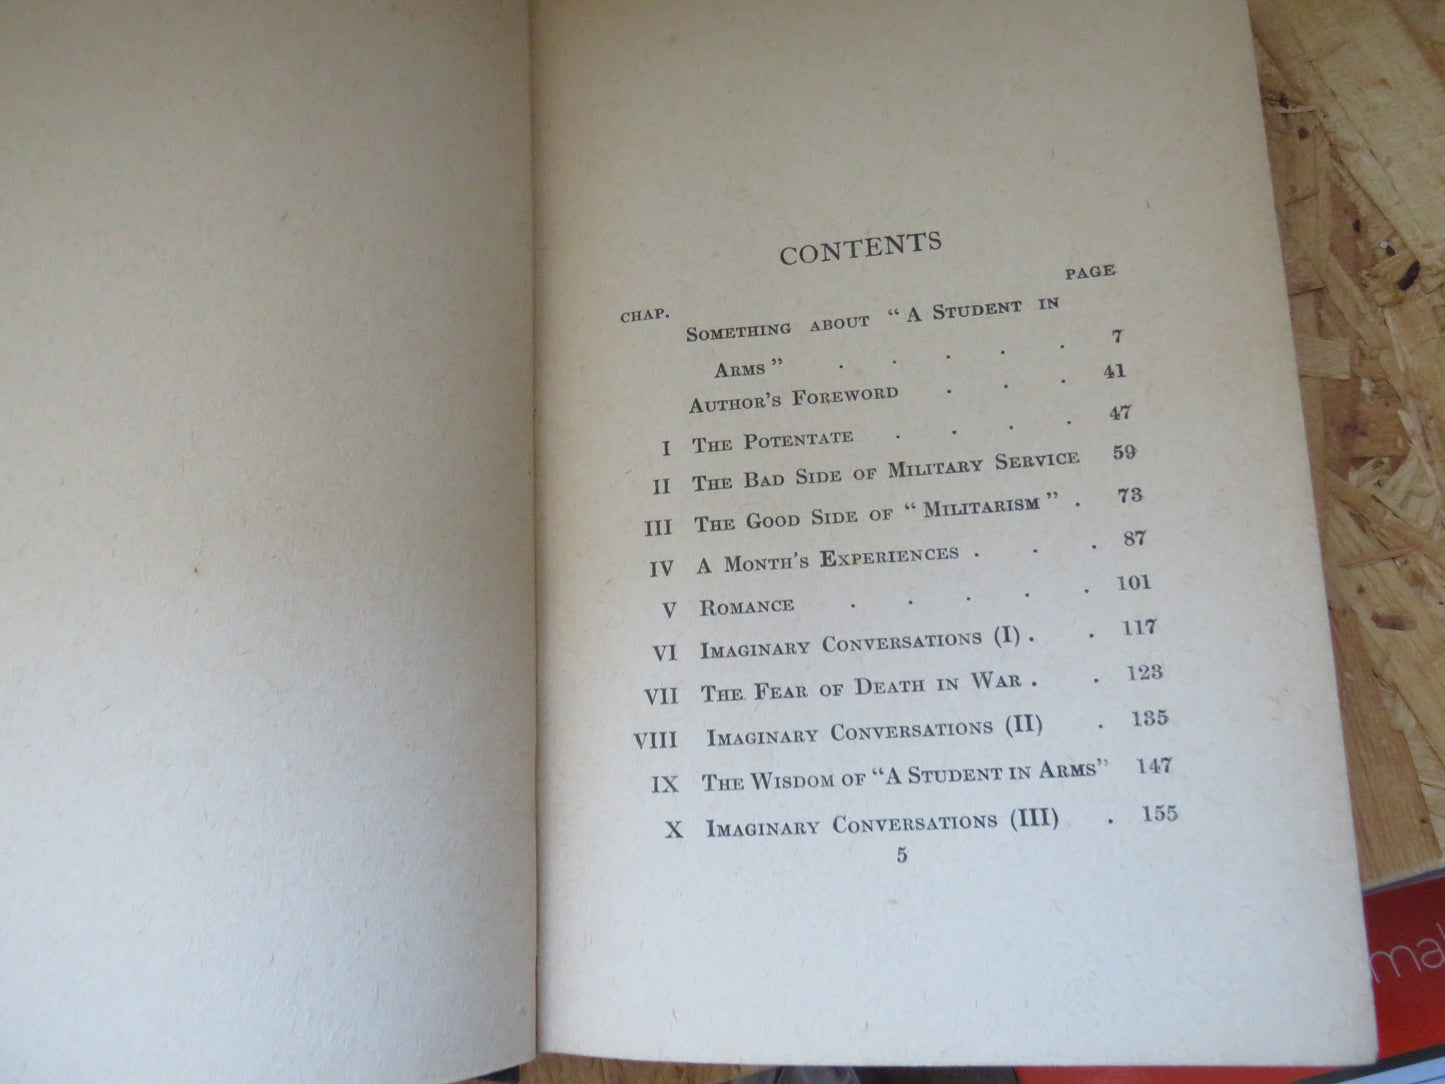 CONTENTS
PAGE
CHAP.
SOMETHING ABOUT “A STUDENT IN
ARMS” . . . . . 7
AUTHOR'S FOREWORD . . . 41
I THE POTENTATE . . . . 47
II THE BAD SIDE OF MILITARY SERVICE 59
III THE GOOD SIDE OF “MILITARISM” . 73
IV A MONTH'S EXPERIENCES . . . 87
V ROMANCE . . . . . 101
VI IMAGINARY CONVERSATIONS (I) . . 117
VII THE FEAR OF DEATH IN WAR . . 123
VIII IMAGINARY CONVERSATIONS (II) . 135
IX THE WISDOM OF “A STUDENT IN ARMS” 147
X IMAGINARY CONVERSATIONS (III) . 155
5